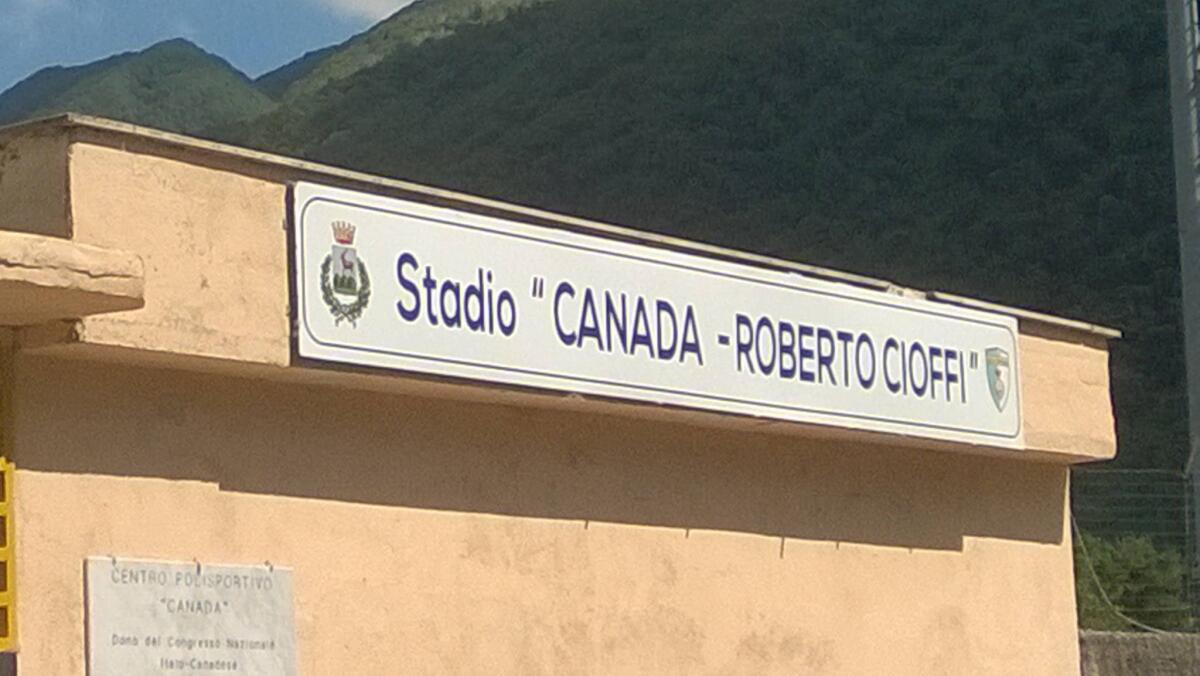 Stadio "CANADA - ROBERTO CIOFFI"
CENTRO POLISPORTIVO
"CANADA"
Dono del Congresso Nazionale
Italo-Canadese